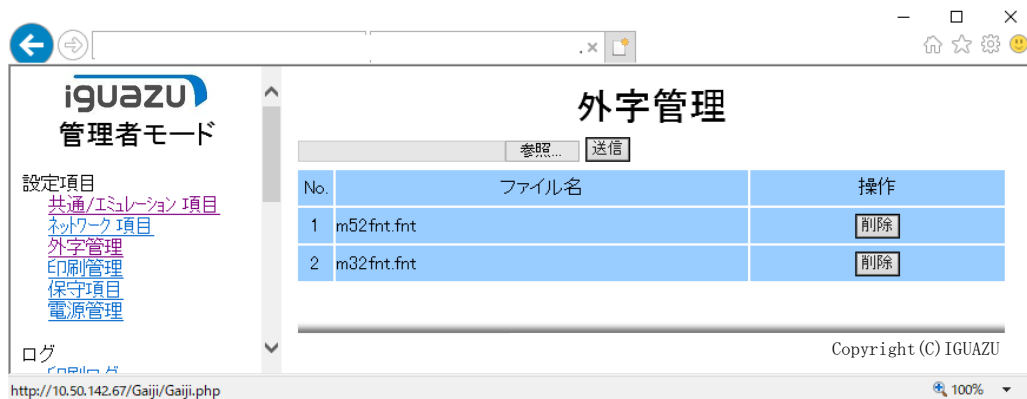 iguazu
管理者モード
設定項目
共通/エミュレーション 項目
ネットワーク 項目
外字管理
印刷管理
保守項目
電源管理
ログ
外字管理
参照... 送信
No. ファイル名 操作
1 m52fnt.fnt 削除
2 m32fnt.fnt 削除
Copyright(C)IGUAZU
http://10.50.142.67/Gaiji/Gaiji.php
100%